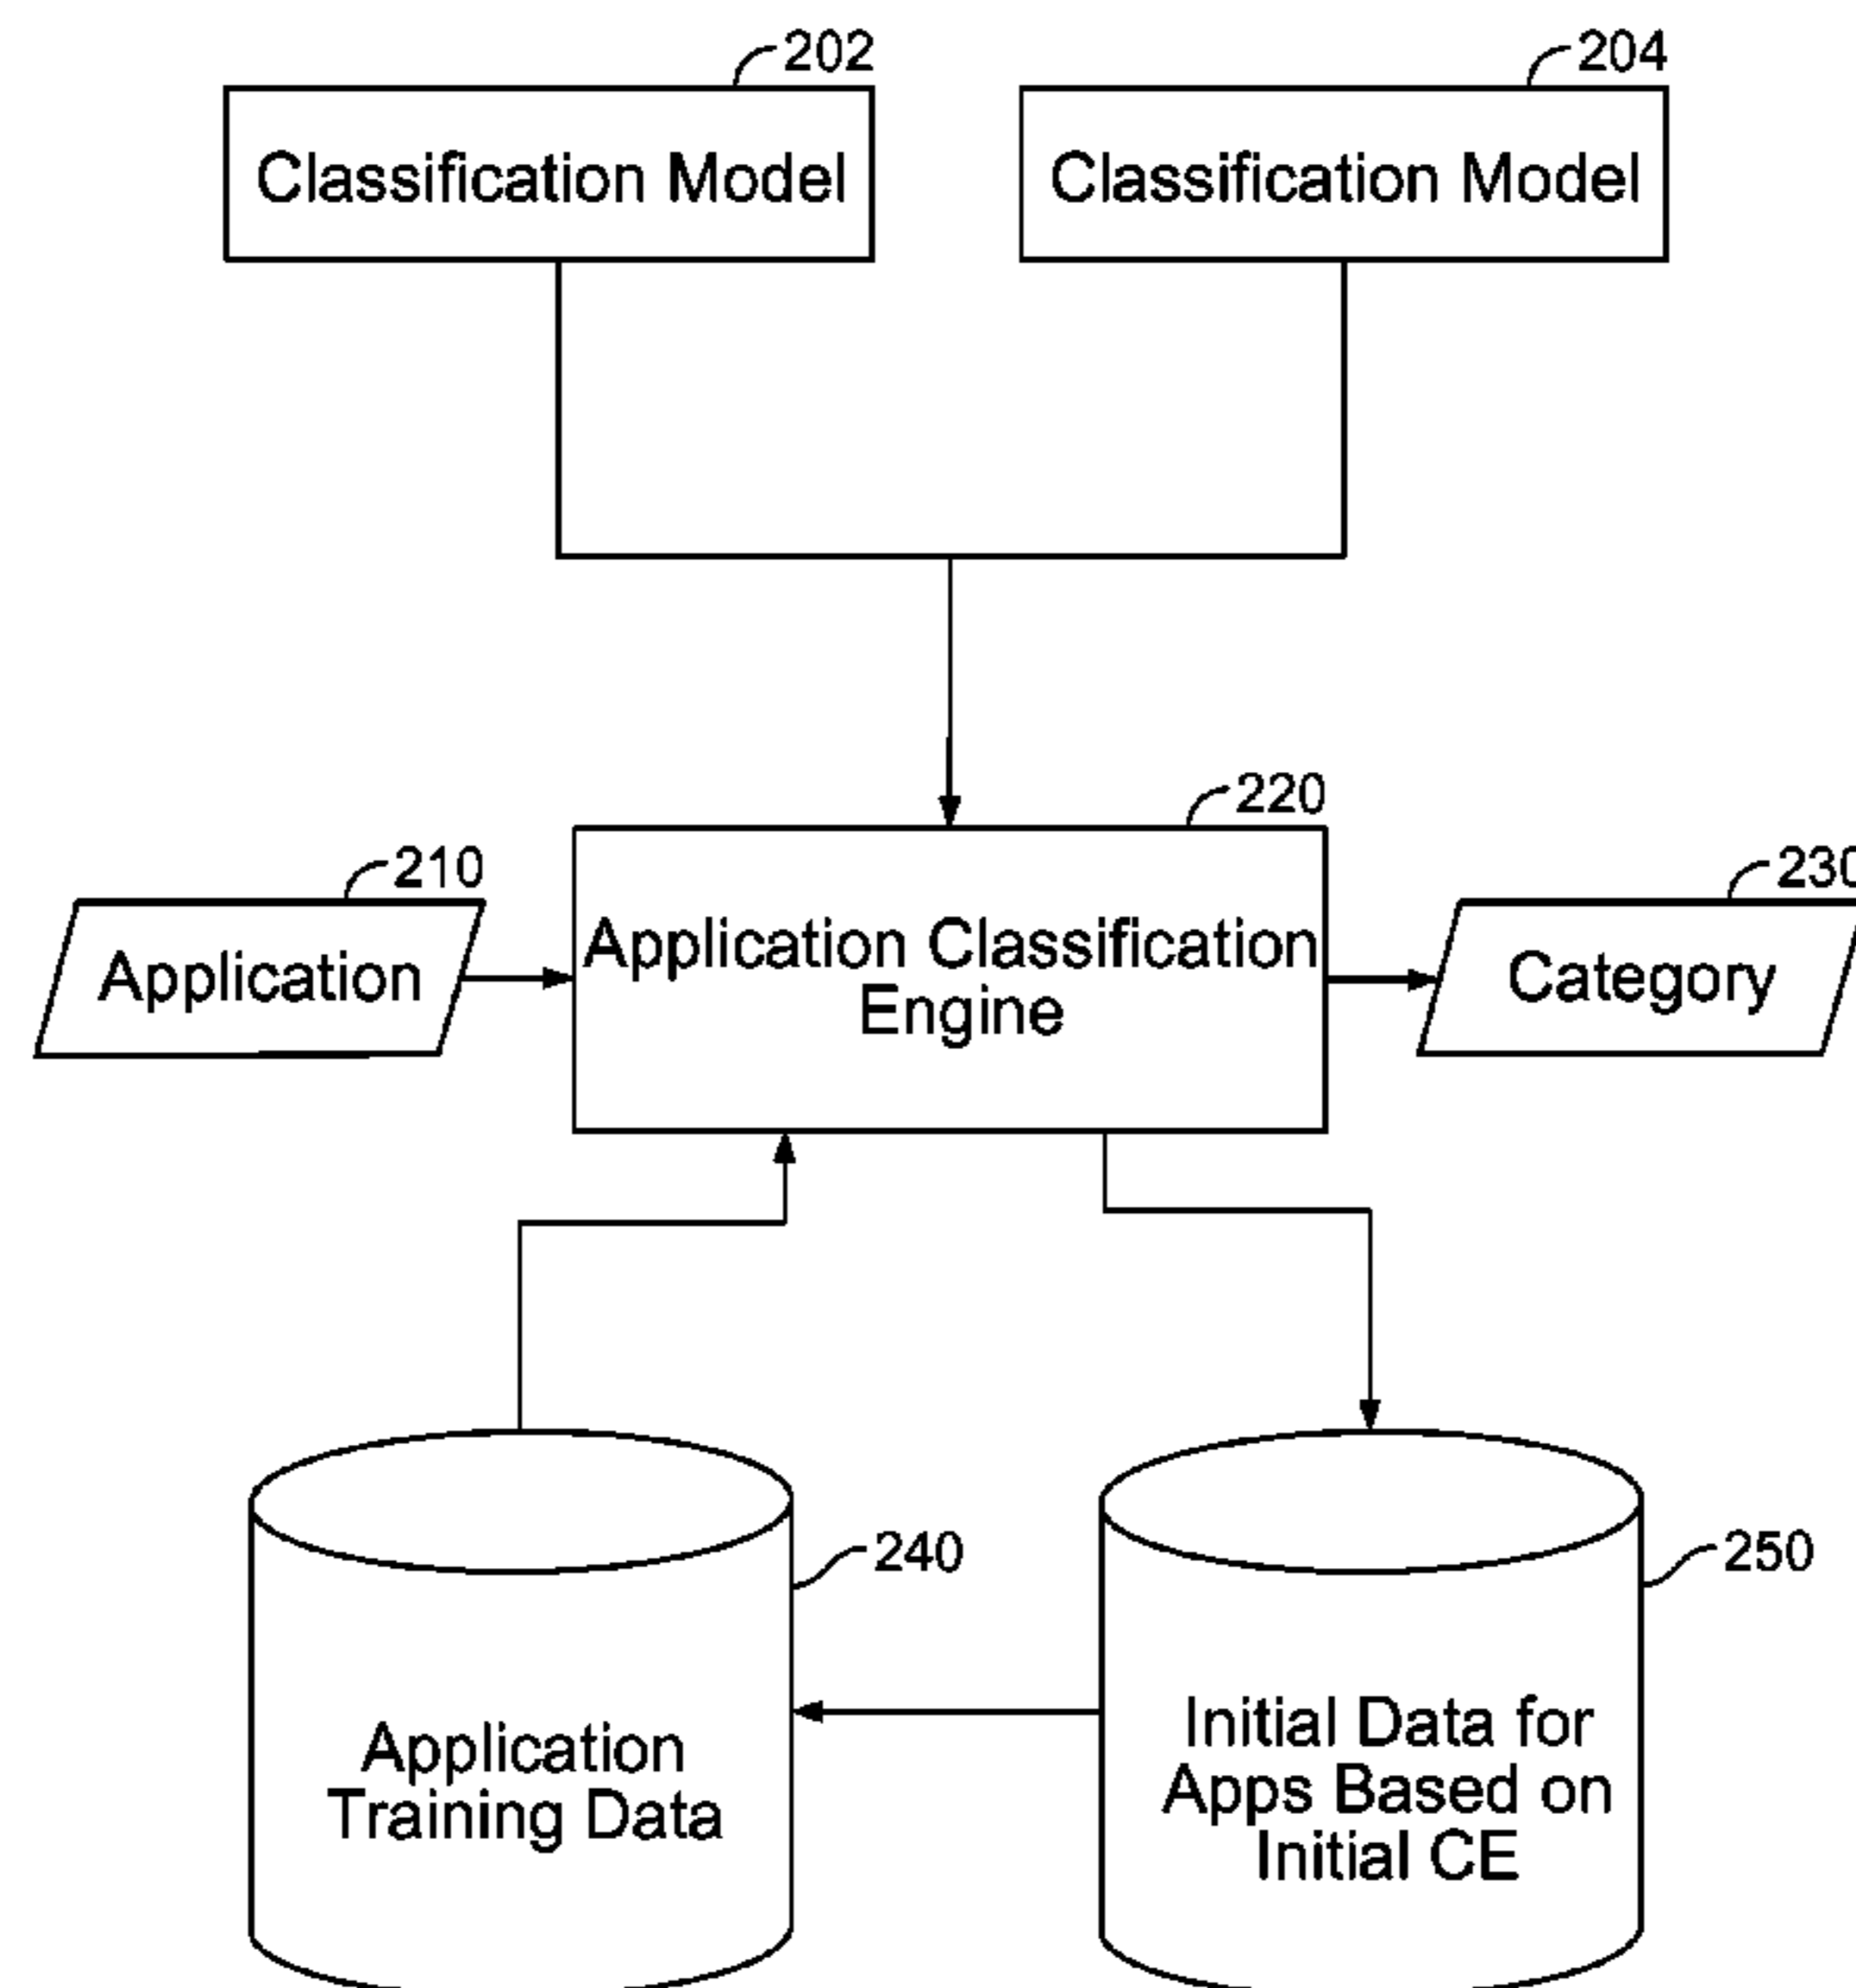 202
204
Classification Model
Classification Model
220
210
230
Application Classification
Engine
Application
Category
240
250
Application
Training Data
Initial Data for
Apps Based on
Initial CE